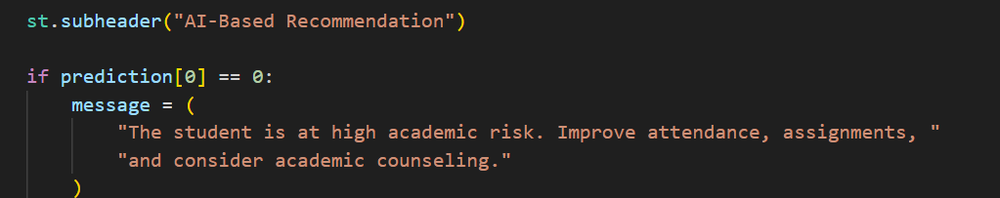 st.subheader("AI-Based Recommendation")
if prediction[0] == 0:
message = (
"The student is at high academic risk. Improve attendance, assignments, "
"and consider academic counseling."
)